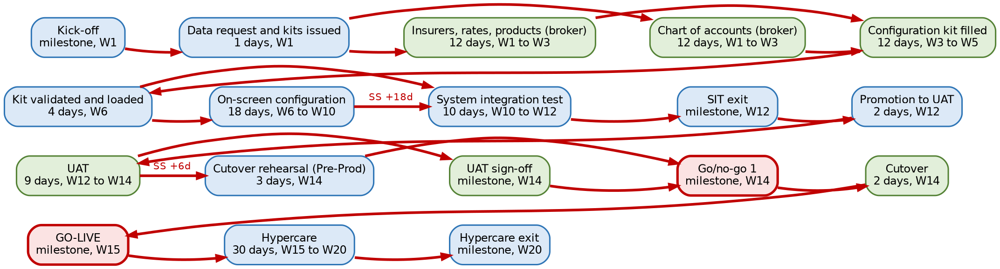 Kick-off
milestone, W1
Data request and kits issued
1 days, W1
Insurers, rates, products (broker)
12 days, W1 to W3
Chart of accounts (broker)
12 days, W1 to W3
Configuration kit filled
12 days, W3 to W5
Kit validated and loaded
4 days, W6
On-screen configuration
18 days, W6 to W10
SS +18d
System integration test
10 days, W10 to W12
SIT exit
milestone, W12
Promotion to UAT
2 days, W12
UAT
9 days, W12 to W14
SS +6d
Cutover rehearsal (Pre-Prod)
3 days, W14
UAT sign-off
milestone, W14
Go/no-go 1
milestone, W14
Cutover
2 days, W14
GO-LIVE
milestone, W15
Hypercare
30 days, W15 to W20
Hypercare exit
milestone, W20